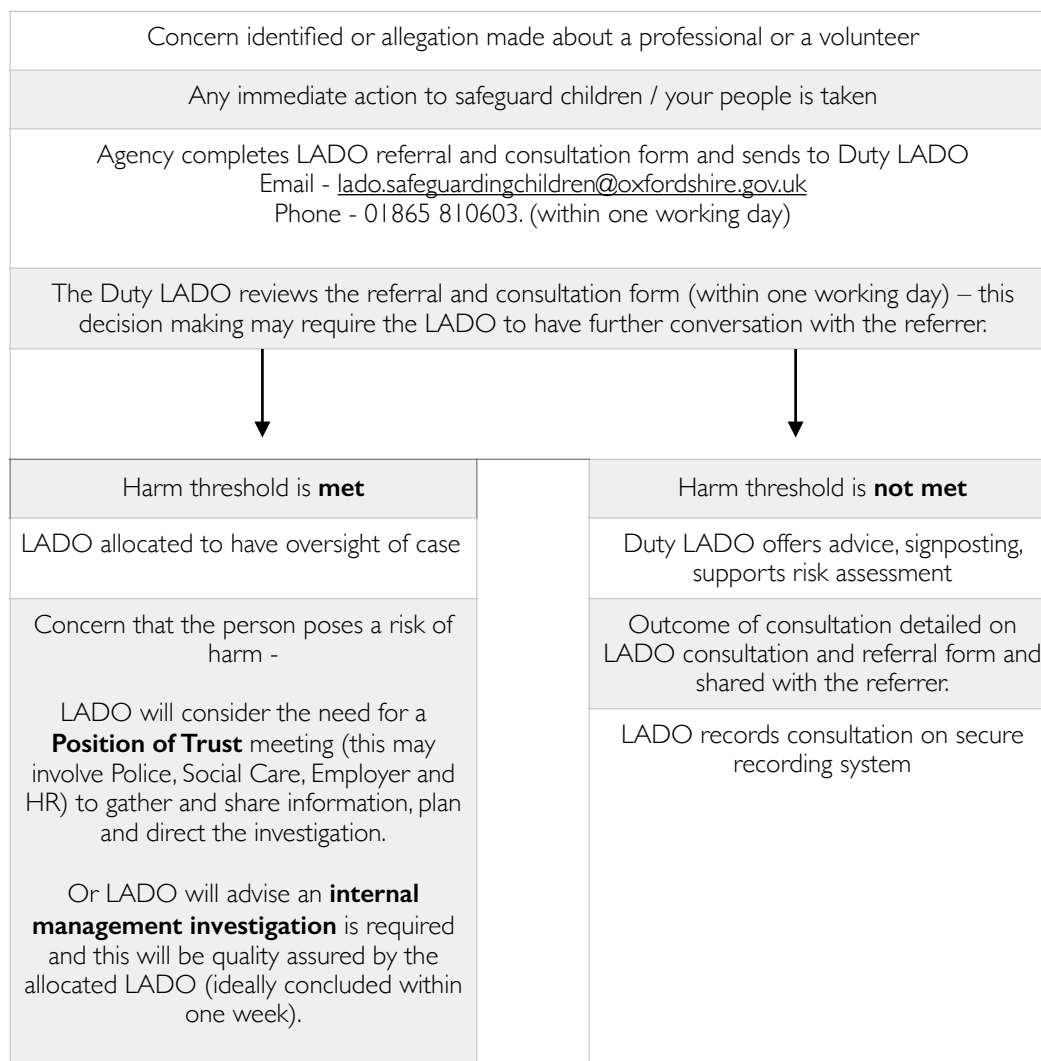 Concern identified or allegation made about a professional or a volunteer
Any immediate action to safeguard children / your people is taken
Agency completes LADO referral and consultation form and sends to Duty LADO
Email - lado.safeguardingchildren@oxfordshire.gov.uk
Phone - 01865 810603. (within one working day)
The Duty LADO reviews the referral and consultation form (within one working day) – this
decision making may require the LADO to have further conversation with the referrer.
Harm threshold is met
LADO allocated to have oversight of case
Concern that the person poses a risk of
harm -
LADO will consider the need for a
Position of Trust meeting (this may
involve Police, Social Care, Employer and
HR) to gather and share information, plan
and direct the investigation.
Or LADO will advise an internal
management investigation is required
and this will be quality assured by the
allocated LADO (ideally concluded within
one week).
Harm threshold is not met
Duty LADO offers advice, signposting,
supports risk assessment
Outcome of consultation detailed on
LADO consultation and referral form and
shared with the referrer.
LADO records consultation on secure
recording system